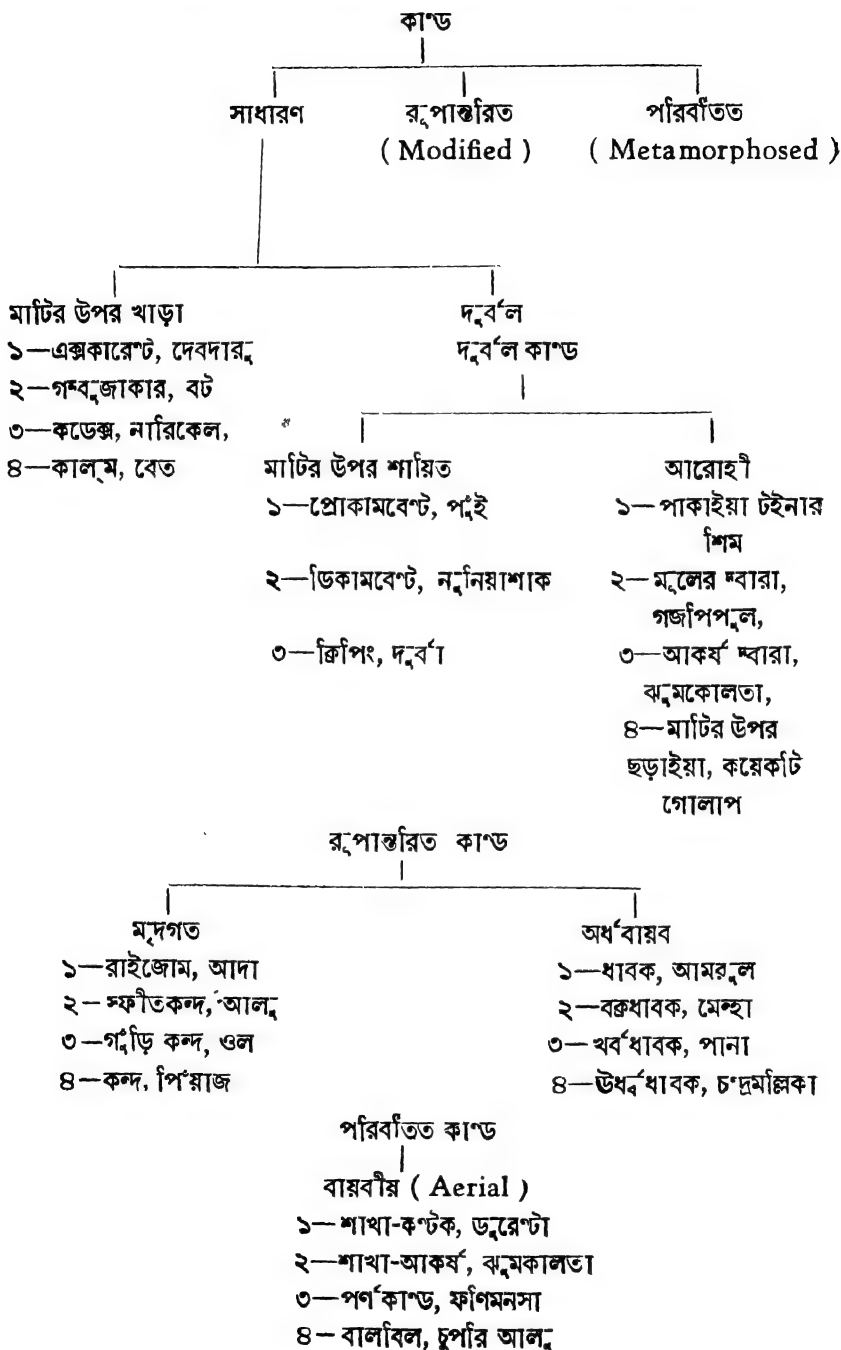 কাণ্ড
সাধারণ
রূপান্তরিত
( Modified )
পরিবর্তিত
( Metamorphosed )
মাটির উপর খাড়া
১—এক্সকারেণ্ট, দেবদারু
২—গম্বুজাকার, বট
৩—কডেক্স, নারিকেল,
৪—কাল্‌ম, বেত
দুর্বল
দুর্বল কাণ্ড
মাটির উপর শায়িত
১—প্রোকামবেণ্ট, পুঁই
২—ডিকামবেণ্ট, নুনিয়াশাক
৩—ক্রিপিং, দূর্বা
আরোহী
১—পাকাইয়া টইনার
শিম
২—মূলের দ্বারা,
গজপিপুল,
৩—আকর্ষ দ্বারা,
ঝুমকোলতা,
৪—মাটির উপর
ছড়াইয়া, কয়েকটি
গোলাপ
রূপান্তরিত কাণ্ড
মৃদগত
১—রাইজোম, আদা
২—স্ফীতকন্দ, আলু
৩—গুঁড়ি কন্দ, ওল
৪—কন্দ, পিঁয়াজ
অর্ধবায়ব
১—ধাবক, আমরুল
২—বক্রধাবক, মেন্হা
৩—খর্বধাবক, পানা
৪—ঊর্ধ্বধাবক, চন্দ্রমল্লিকা
পরিবর্তিত কাণ্ড
বায়বীয় ( Aerial )
১—শাখা-কণ্টক, ডুরেণ্টা
২—শাখা-আকর্ষ, ঝুমকালতা
৩—পর্ণকাণ্ড, ফণিমনসা
৪—বালবিল, চুপরি আলু